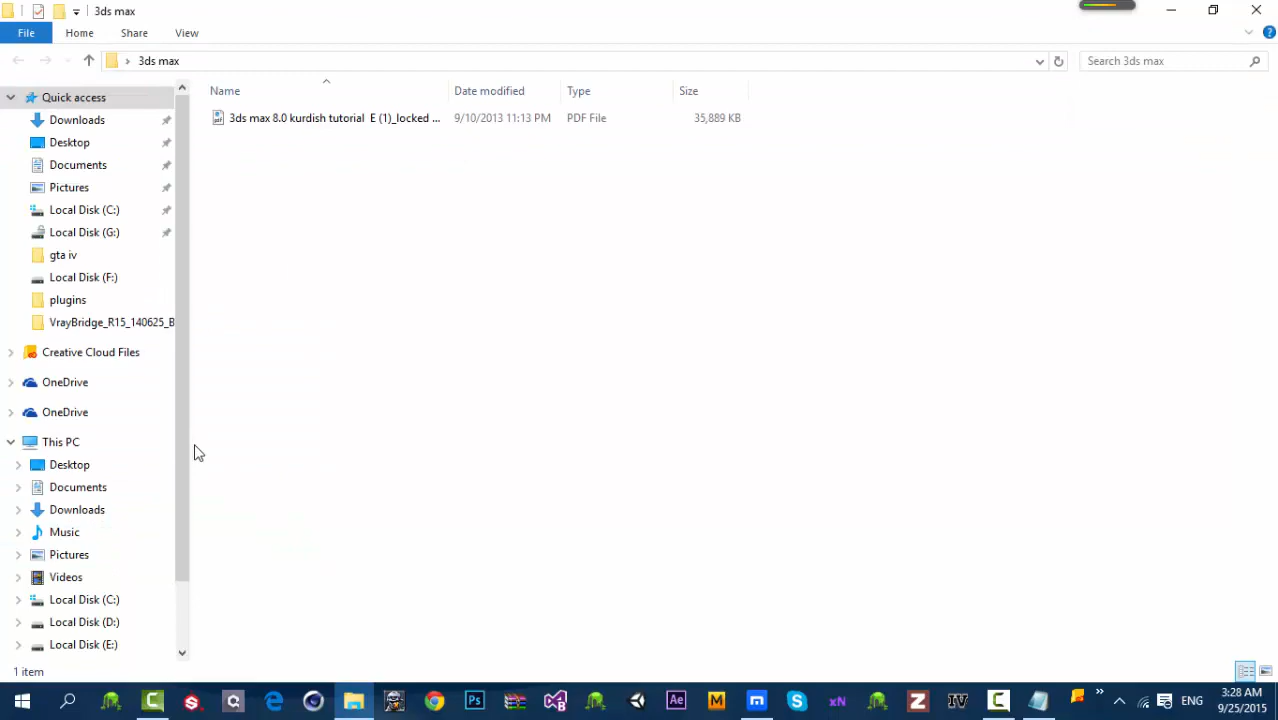 3ds max
File Home Share View
3ds max
Search 3ds max
Name Date modified Type Size
3ds max 8.0 kurdish tutorial E (1)_locked ... 9/10/2013 11:13 PM PDF File 35,889 KB
Quick access
Downloads
Desktop
Documents
Pictures
Local Disk (C:)
Local Disk (G:)
gta iv
Local Disk (F:)
plugins
VrayBridge_R15_140625_B
Creative Cloud Files
OneDrive
OneDrive
This PC
Desktop
Documents
Downloads
Music
Pictures
Videos
Local Disk (C:)
Local Disk (D:)
Local Disk (E:)
1 item
Ps
Ae
M
m
S
xN
Z
IV
C
ENG
3:28 AM
9/25/2015